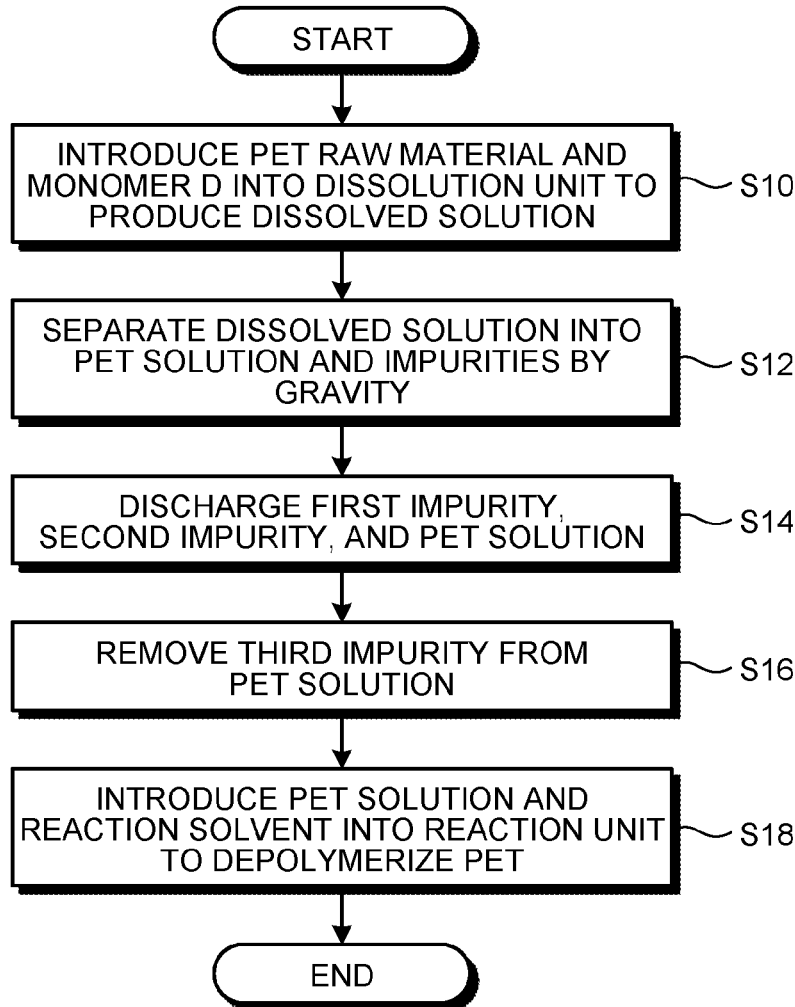 START
INTRODUCE PET RAW MATERIAL AND
MONOMER D INTO DISSOLUTION UNIT TO
PRODUCE DISSOLVED SOLUTION
S10
SEPARATE DISSOLVED SOLUTION INTO
PET SOLUTION AND IMPURITIES BY
GRAVITY
S12
DISCHARGE FIRST IMPURITY,
SECOND IMPURITY, AND PET SOLUTION
S14
REMOVE THIRD IMPURITY FROM
PET SOLUTION
S16
INTRODUCE PET SOLUTION AND
REACTION SOLVENT INTO REACTION UNIT
TO DEPOLYMERIZE PET
S18
END